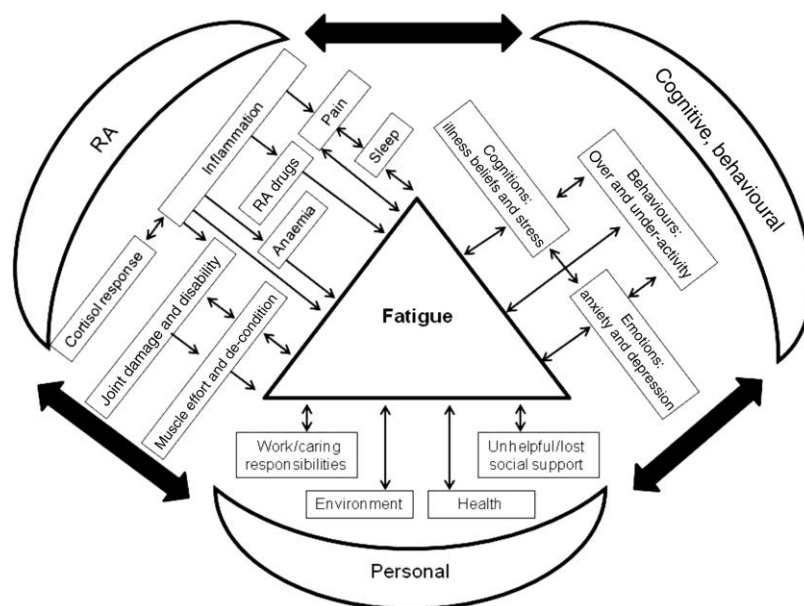 RA
Inflammation
Pain
Sleep
RA drugs
Anaemia
Cortisol response
Joint damage and disability
Muscle effort and de-condition
Cognitive, behavioural
Cognitions:
illness beliefs and stress
Behaviours:
Over and under-activity
Emotions:
anxiety and depression
Fatigue
Work/caring
responsibilities
Unhelpful/lost
social support
Environment
Health
Personal